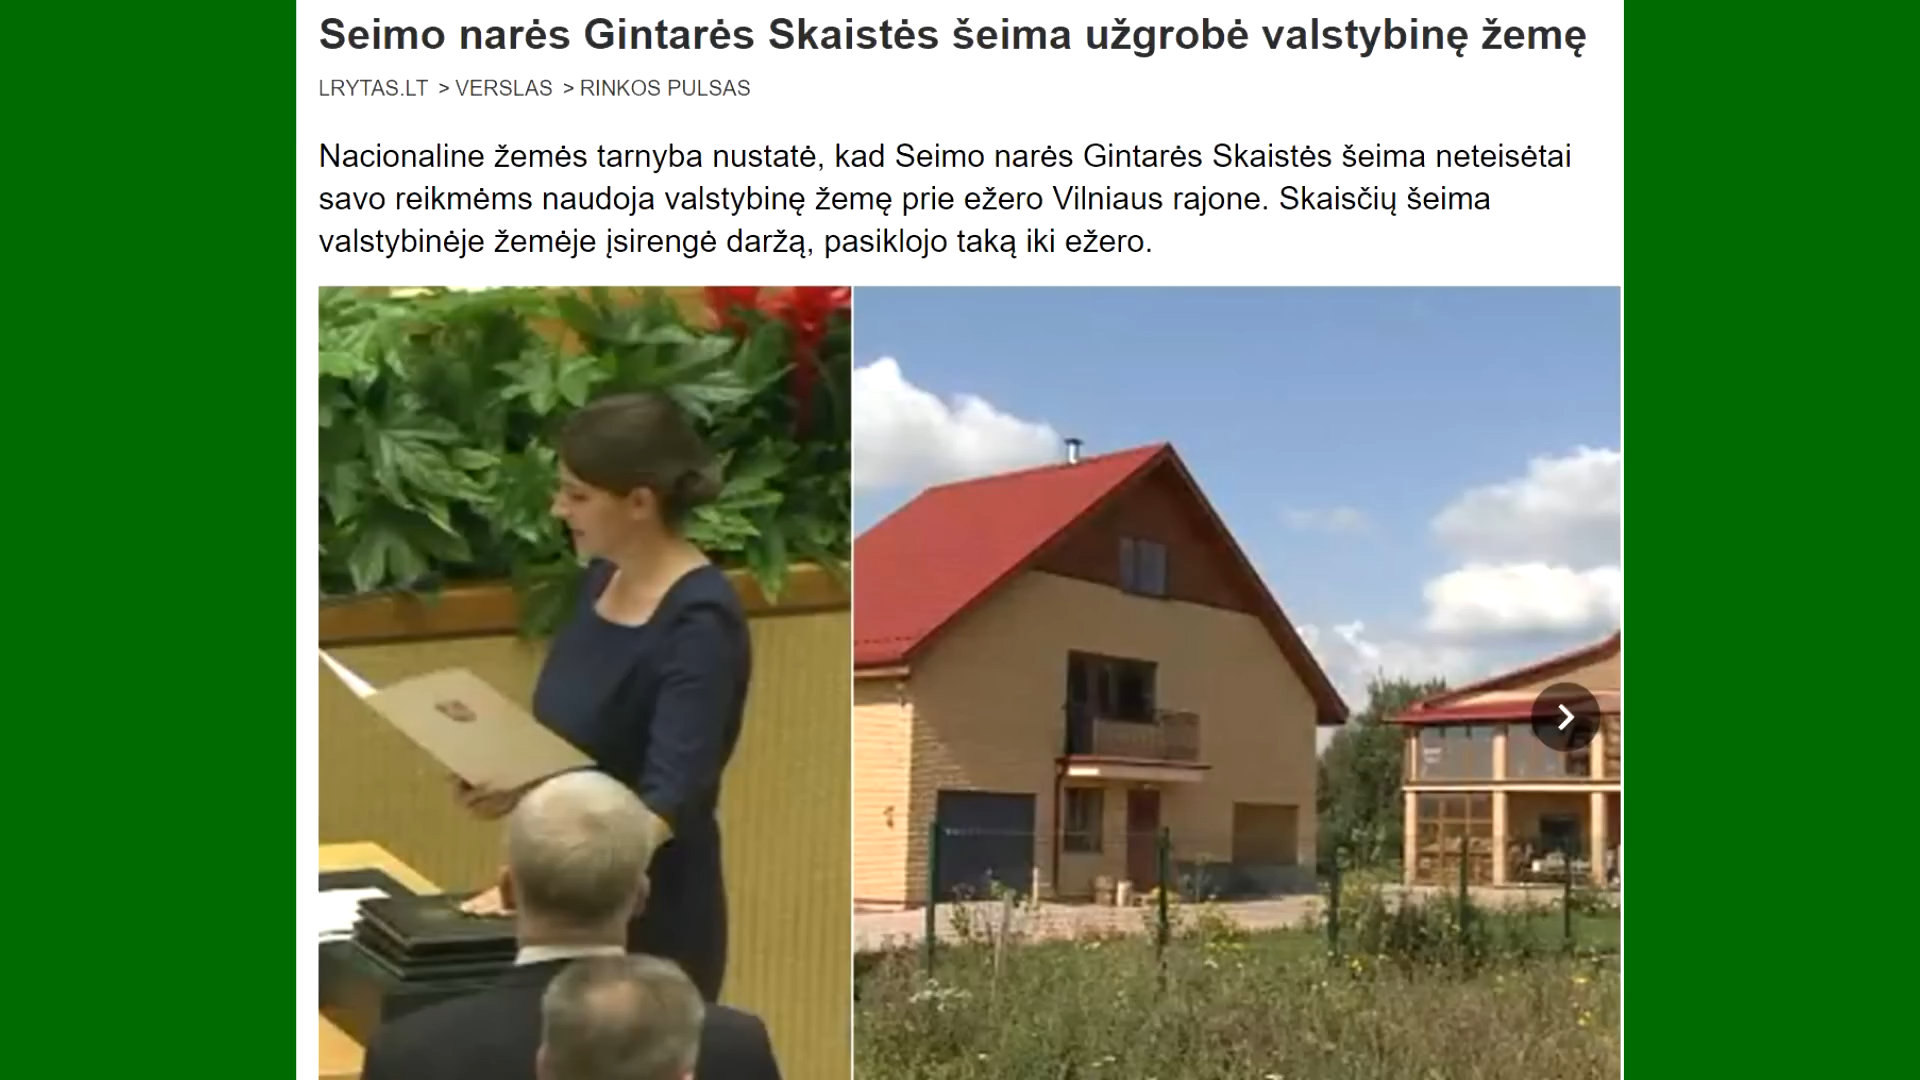 Seimo narės Gintarės Skaistės šeima užgrobė valstybinę žemę
LRYTAS.LT > VERSLAS > RINKOS PULSAS
Nacionaline žemės tarnyba nustatė, kad Seimo narės Gintarės Skaistės šeima neteisėtai
savo reikmėms naudoja valstybinę žemę prie ežero Vilniaus rajone. Skaisčių šeima
valstybinėje žemėje įsirengė daržą, pasiklojo taką iki ežero.